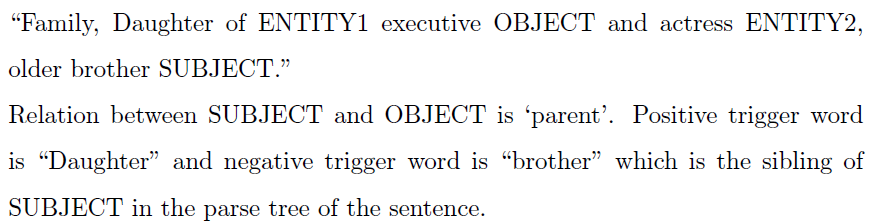 “Family, Daughter of ENTITY1 executive OBJECT and actress ENTITY2,
older brother SUBJECT.”
Relation between SUBJECT and OBJECT is ‘parent’. Positive trigger word
is “Daughter” and negative trigger word is “brother” which is the sibling of
SUBJECT in the parse tree of the sentence.